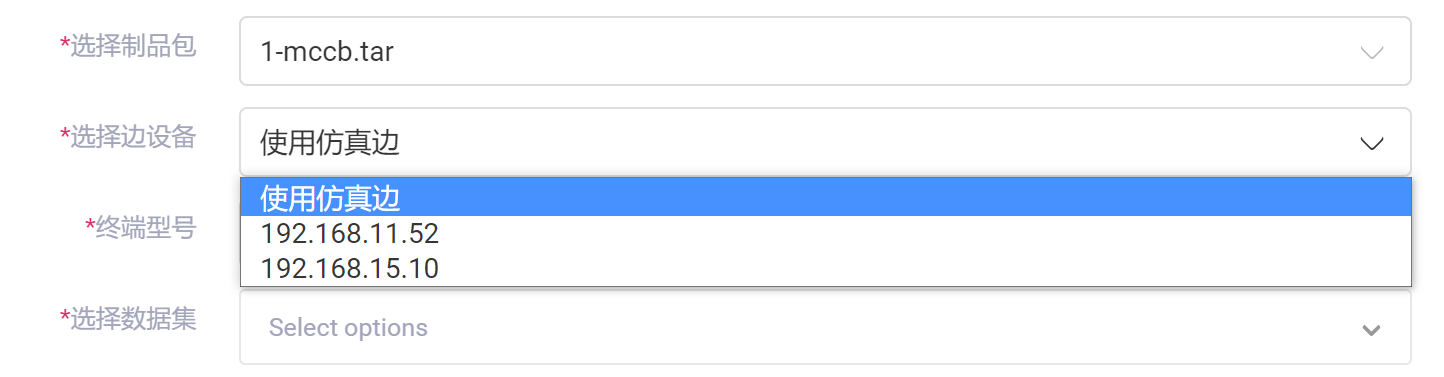 *选择制品包
1-mccb.tar
*选择边设备
使用仿真边
使用仿真边
192.168.11.52
192.168.15.10
*终端型号
*选择数据集
Select options